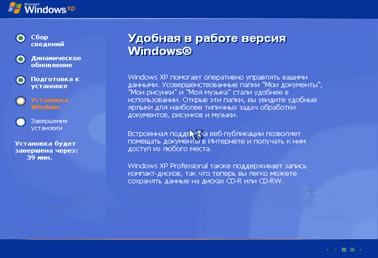 Microsoft
Windows xp
Сбор
сведений
Динамическое
обновление
Подготовка к
установке
Установка
Windows
Завершение
установки
Установка будет
завершена через:
39 мин.
Удобная в работе версия
Windows®
Windows XP помогает оперативно управлять вашими
данными. Усовершенствованные папки "Мои документы",
"Мои рисунки" и "Моя музыка" стали удобнее в
использовании. Открыв эти папки, вы увидите удобные
ярлыки для наиболее типичных задач обработки
документов, рисунков и музыки.
Встроенная поддержка веб-публикации позволяет
помещать документы в Интернете и получать к ним
доступ из любого места.
Windows XP Professional также поддерживает запись
компакт-дисков, так что теперь вы легко можете
сохранять данные на дисках CD-R или CD-RW.